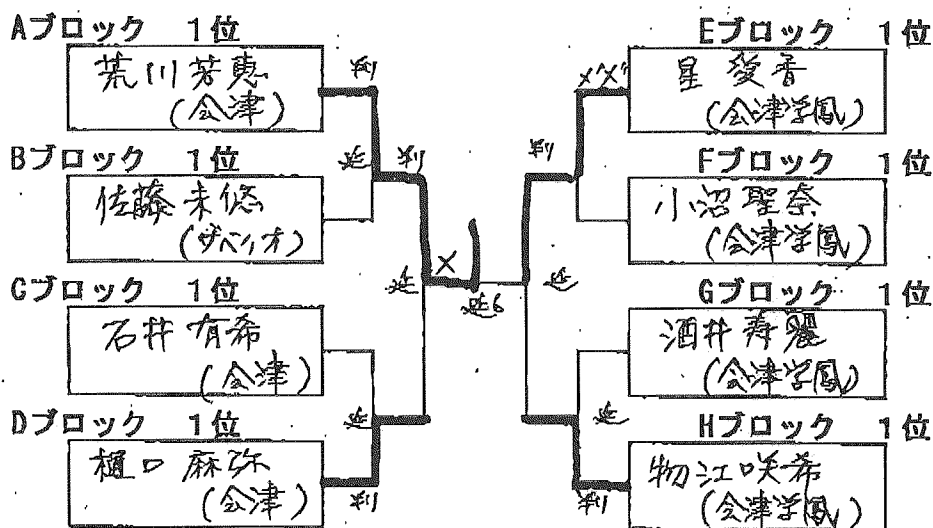 Aブロック 1位
荒川芳恵
(会津)
判
延
Bブロック 1位
佐藤未悠
(ザベリオ)
判
Cブロック 1位
石井有希
(会津)
延
Dブロック 1位
樋口麻弥
(会津)
判
延
メ
延6
Eブロック 1位
星愛香
(会津学鳳)
メメ
判
Fブロック 1位
小沼聖奈
(会津学鳳)
延
Gブロック 1位
酒井寿麗
(会津学鳳)
延
Hブロック 1位
物江咲希
(会津学鳳)
判